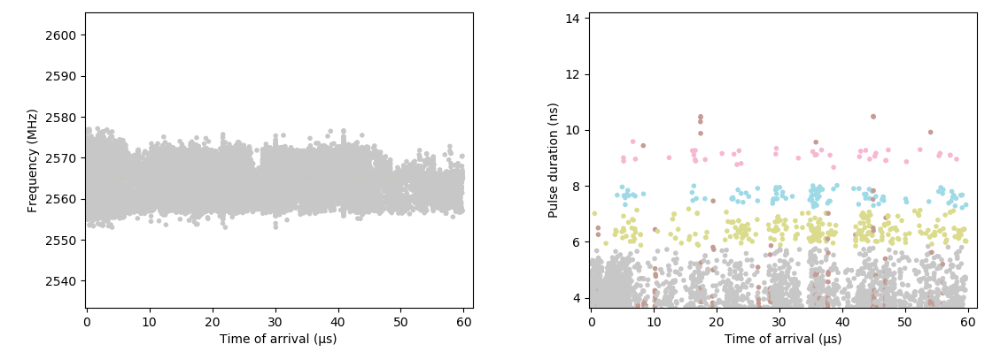 2600
2590
2580
2570
2560
2550
2540
Frequency (MHz)
0 10 20 30 40 50 60
Time of arrival (µs)
14
12
10
8
6
4
Pulse duration (ns)
0 10 20 30 40 50 60
Time of arrival (µs)